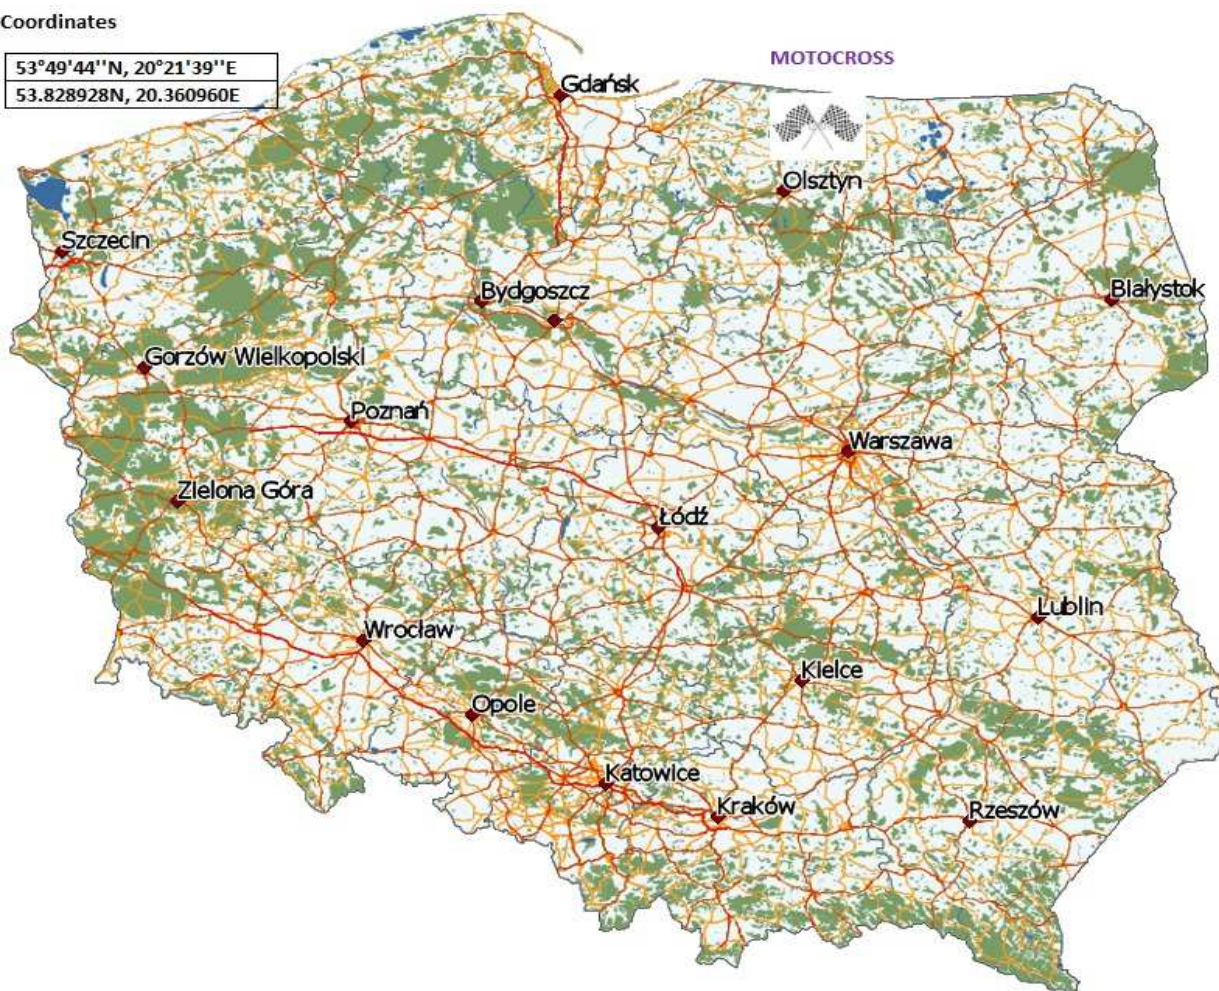 Coordinates
53°49'44''N, 20°21'39''E
53.828928N, 20.360960E
MOTOCROSS
Gdańsk
Olsztyn
Szczecin
Bydgoszcz
Białystok
Gorzów Wielkopolski
Poznań
Warszawa
Zielona Góra
Łódź
Lublin
Wrocław
Kielce
Opole
Katowice
Kraków
Rzeszów